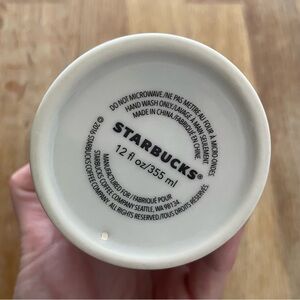 DO NOT MICROWAVE/NE PAS METTRE AU FOUR À MICRO-ONDES
HAND WASH ONLY/LAVAGE À MAIN SEULEMENT
MADE IN CHINA/FABRIQUÉ EN CHINE
STARBUCKS®
12 fl oz/355 ml
MANUFACTURED FOR/FABRIQUÉ POUR
STARBUCKS COFFEE COMPANY SEATTLE, WA 98134
© 2016 STARBUCKS COFFEE COMPANY. ALL RIGHTS RESERVED/TOUS DROITS RÉSERVÉS